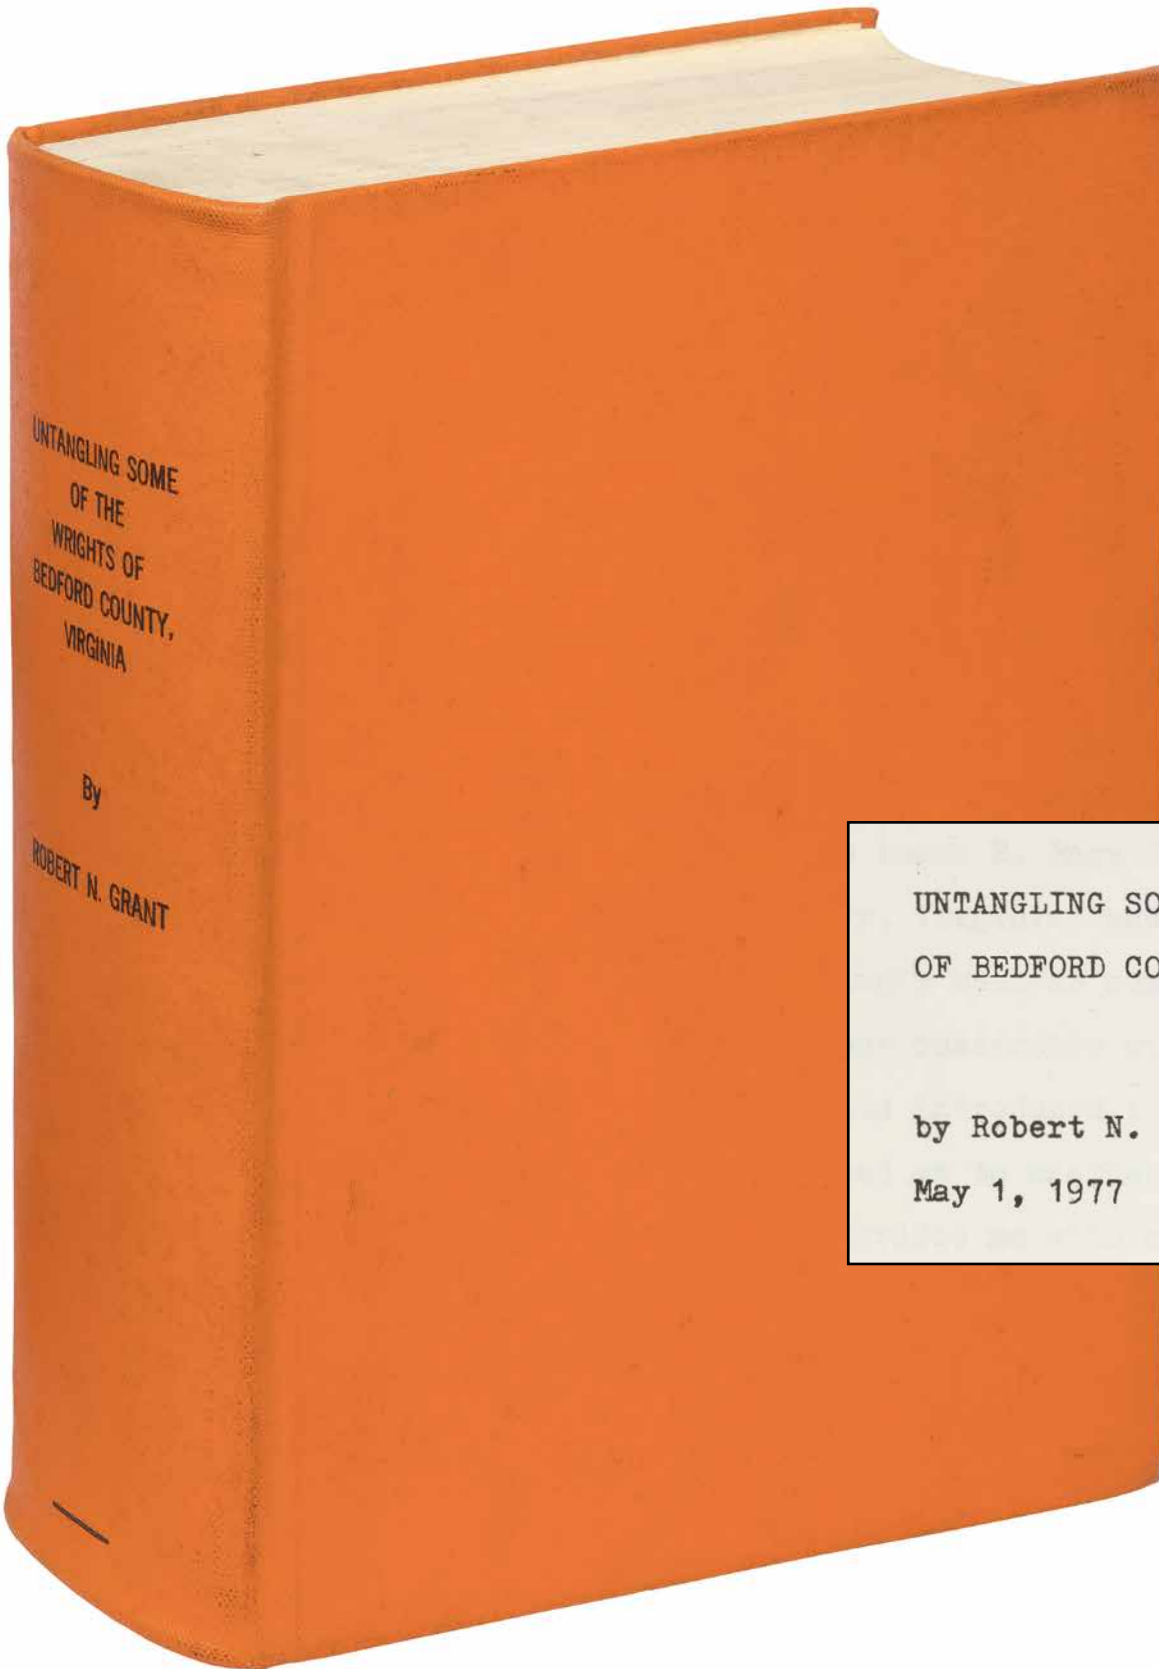 UNTANGLING SOME
OF THE
WRIGHTS OF
BEDFORD COUNTY,
VIRGINIA
By
ROBERT N. GRANT
UNTANGLING SO
OF BEDFORD CO
by Robert N.
May 1, 1977